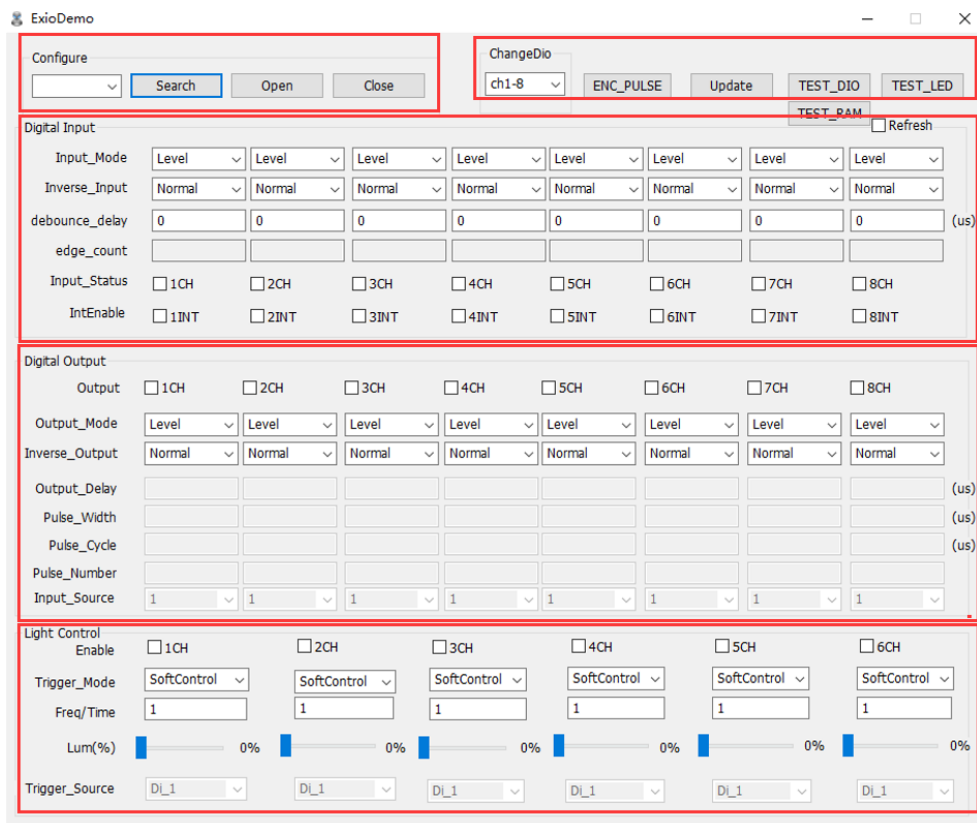 ExioDemo
Configure
Search Open Close
ChangeDio
ch1-8 ENC_PULSE Update TEST_DIO TEST_LED
TEST_RAM
Digital Input Refresh
Input_Mode Level Level Level Level Level Level Level Level
Inverse_Input Normal Normal Normal Normal Normal Normal Normal Normal
debounce_delay 0 0 0 0 0 0 0 0 (us)
edge_count
Input_Status 1CH 2CH 3CH 4CH 5CH 6CH 7CH 8CH
IntEnable 1INT 2INT 3INT 4INT 5INT 6INT 7INT 8INT
Digital Output
Output 1CH 2CH 3CH 4CH 5CH 6CH 7CH 8CH
Output_Mode Level Level Level Level Level Level Level Level
Inverse_Output Normal Normal Normal Normal Normal Normal Normal Normal
Output_Delay (us)
Pulse_Width (us)
Pulse_Cycle (us)
Pulse_Number
Input_Source 1 1 1 1 1 1 1 1
Light Control
Enable 1CH 2CH 3CH 4CH 5CH 6CH
Trigger_Mode SoftControl SoftControl SoftControl SoftControl SoftControl SoftControl
Freq/Time 1 1 1 1 1 1
Lum(%) 0% 0% 0% 0% 0% 0%
Trigger_Source Di_1 Di_1 Di_1 Di_1 Di_1 Di_1